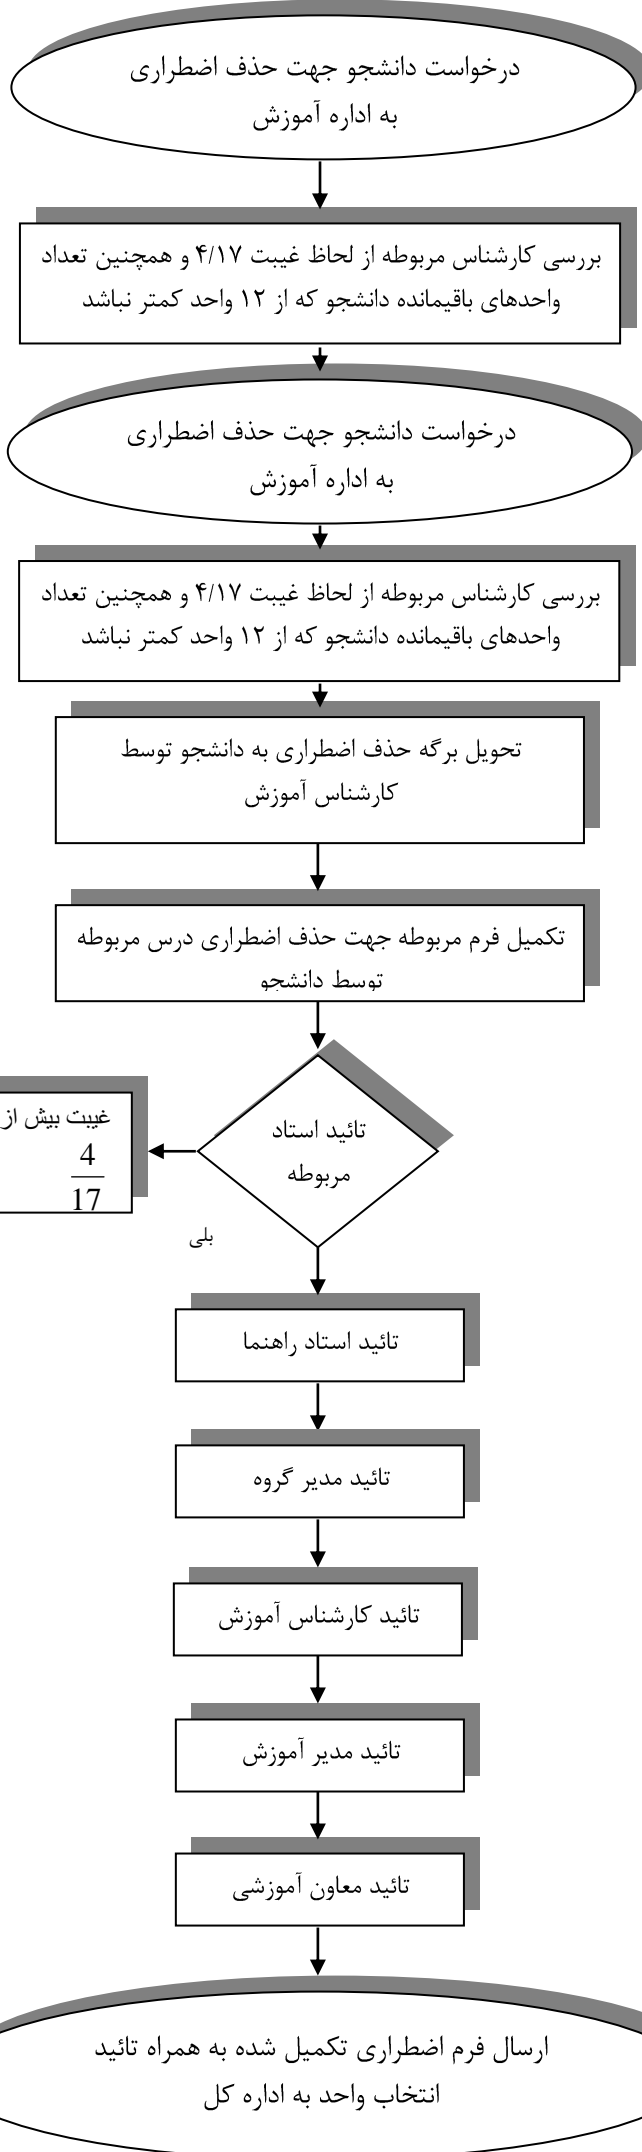 درخواست دانشجو جهت حذف اضطراری
به اداره آموزش
بررسی کارشناس مربوطه از لحاظ غیبت ۴/۱۷ و همچنین تعداد
واحدهای باقیمانده دانشجو که از ۱۲ واحد کمتر نباشد
درخواست دانشجو جهت حذف اضطراری
به اداره آموزش
بررسی کارشناس مربوطه از لحاظ غیبت ۴/۱۷ و همچنین تعداد
واحدهای باقیمانده دانشجو که از ۱۲ واحد کمتر نباشد
تحویل برگه حذف اضطراری به دانشجو توسط
کارشناس آموزش
تکمیل فرم مربوطه جهت حذف اضطراری درس مربوطه
توسط دانشجو
تائید استاد
مربوطه
غیبت بیش از
4
17
بلی
تائید استاد راهنما
تائید مدیر گروه
تائید کارشناس آموزش
تائید مدیر آموزش
تائید معاون آموزشی
ارسال فرم اضطراری تکمیل شده به همراه تائید
انتخاب واحد به اداره کل